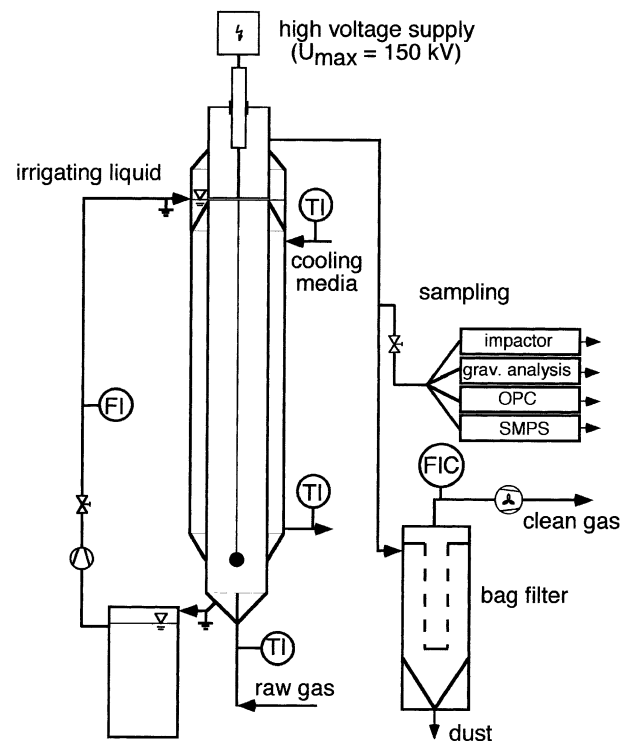 high voltage supply
(Umax = 150 kV)
irrigating liquid
TI
cooling
media
sampling
impactor
grav. analysis
OPC
SMPS
FI
FIC
TI
clean gas
bag filter
TI
raw gas
dust